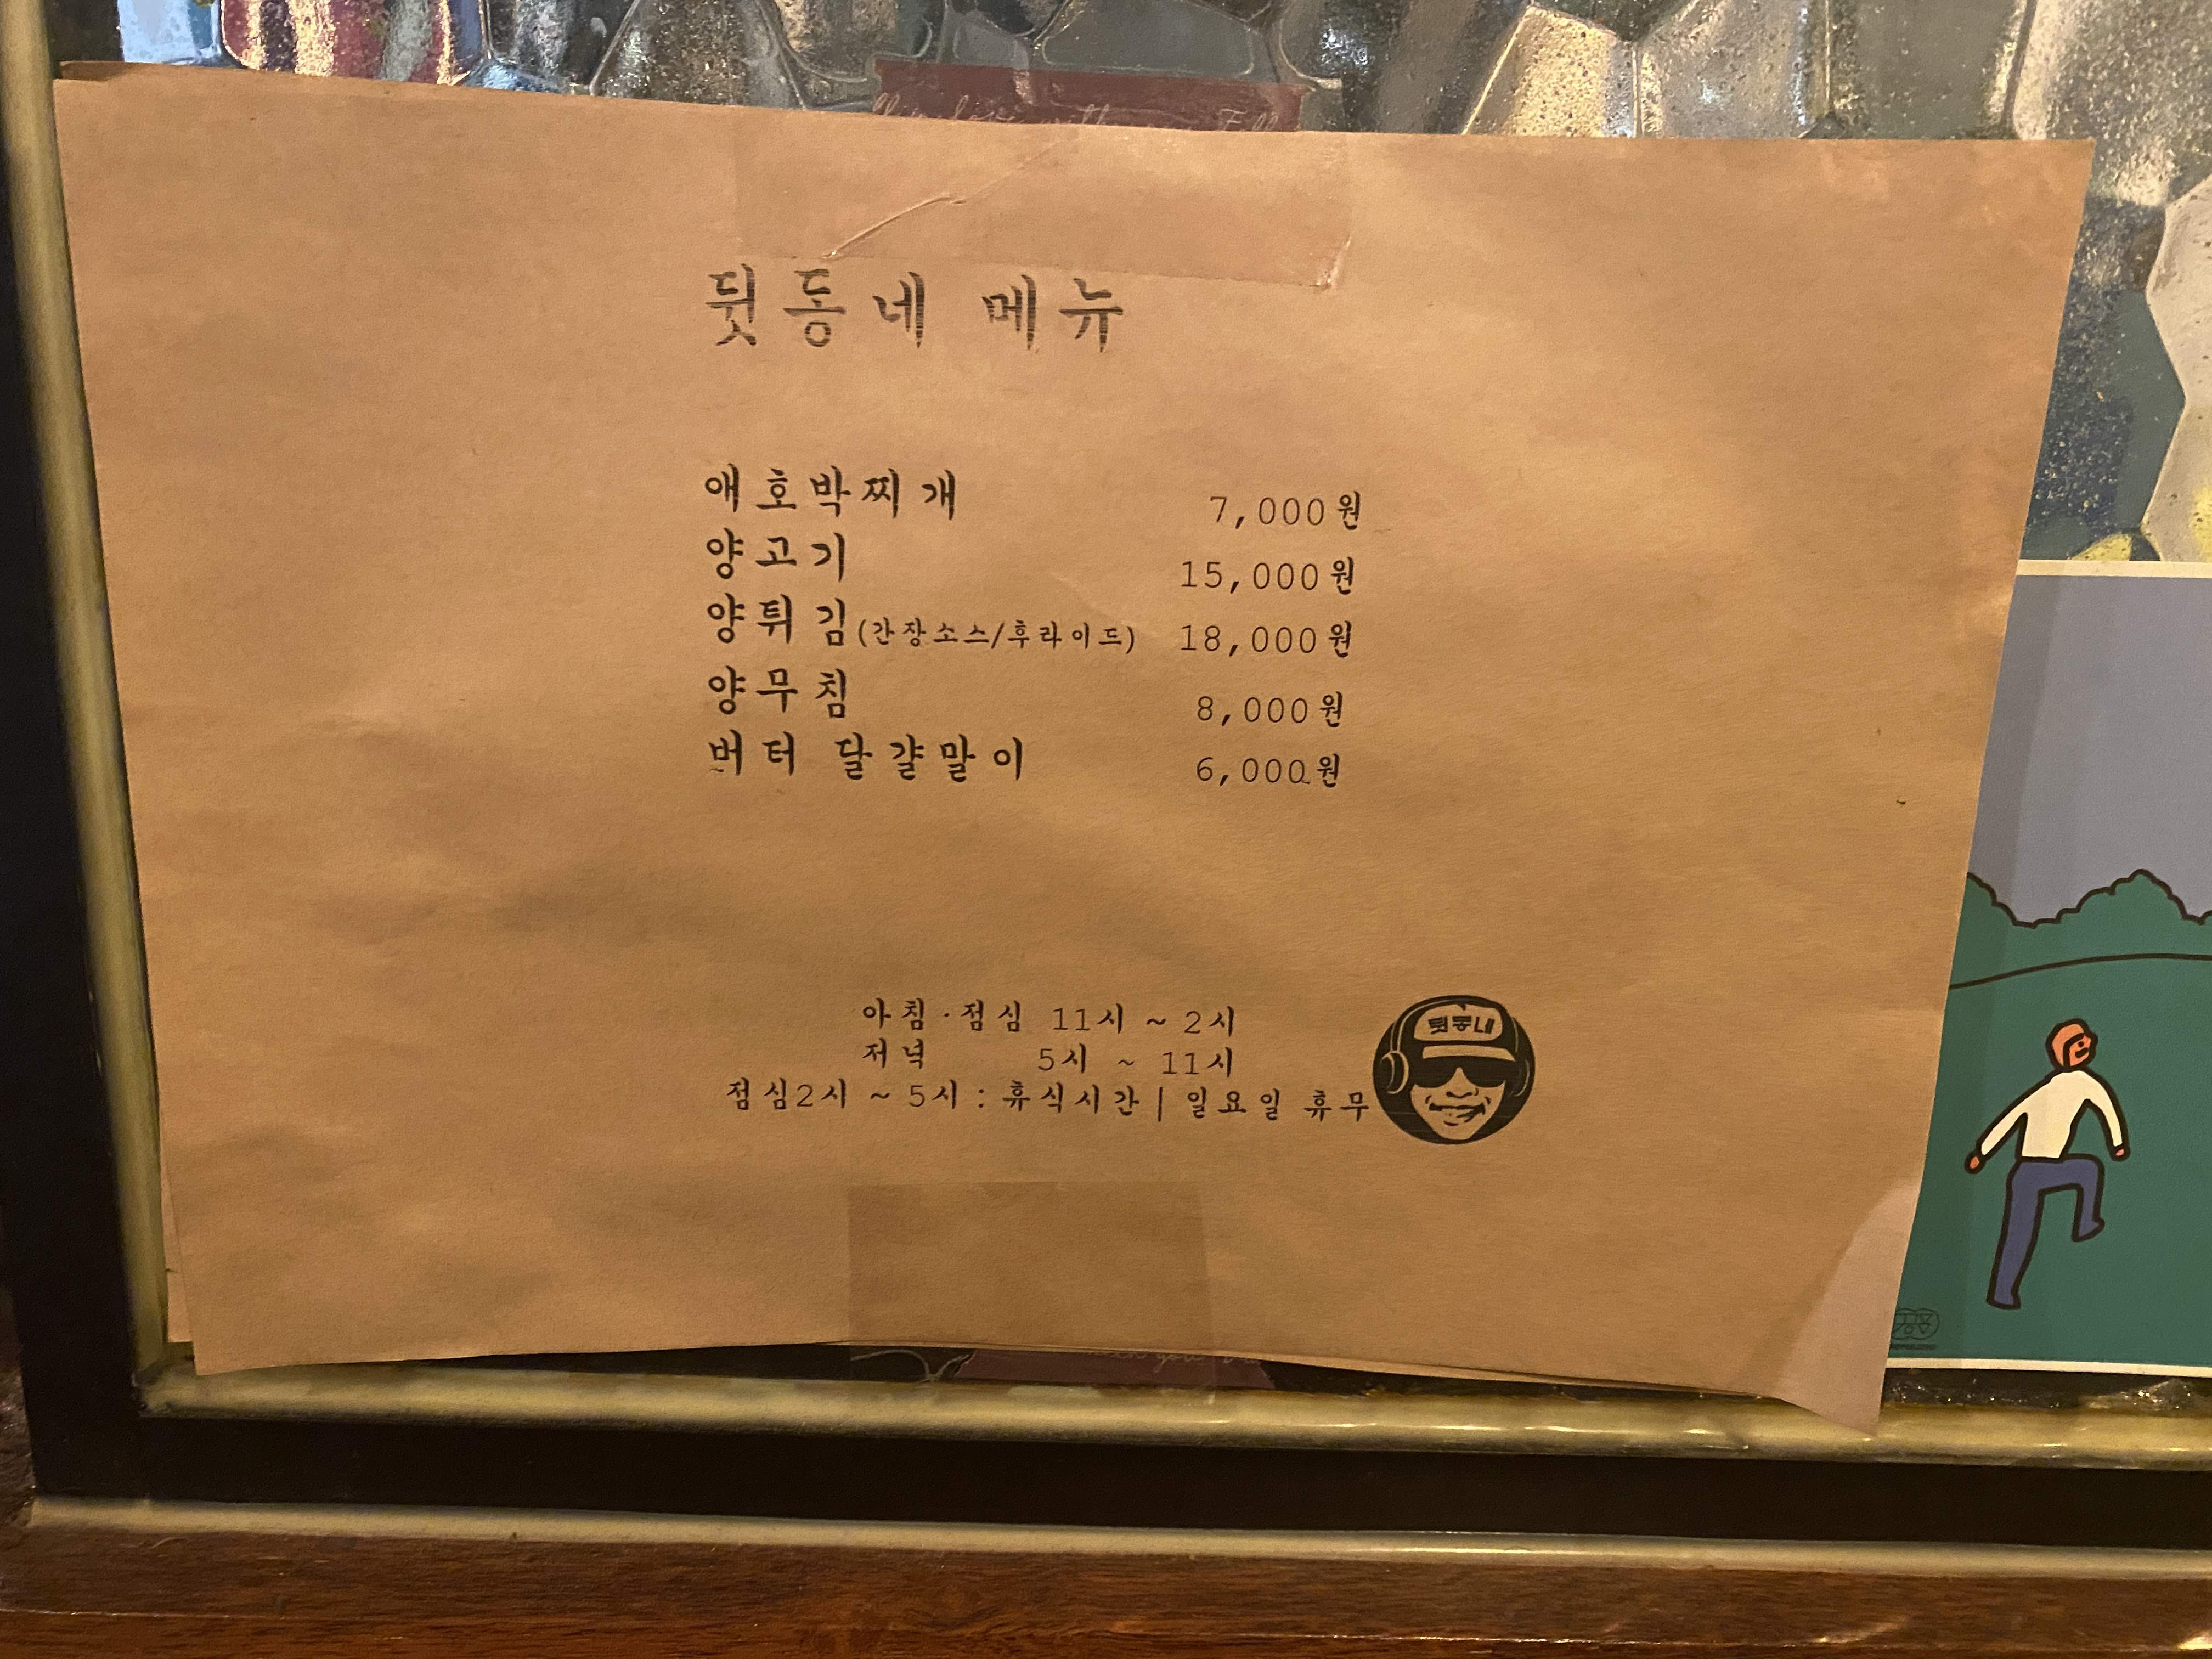 뒷동네 메뉴
애호박찌개 7,000원
양고기 15,000원
양튀김(간장소스/후라이드) 18,000원
양무침 8,000원
버터 달걀말이 6,000원
아침·점심 11시 ~ 2시
저녁 5시 ~ 11시
점심2시 ~ 5시 : 휴식시간 | 일요일 휴무
뒷동네